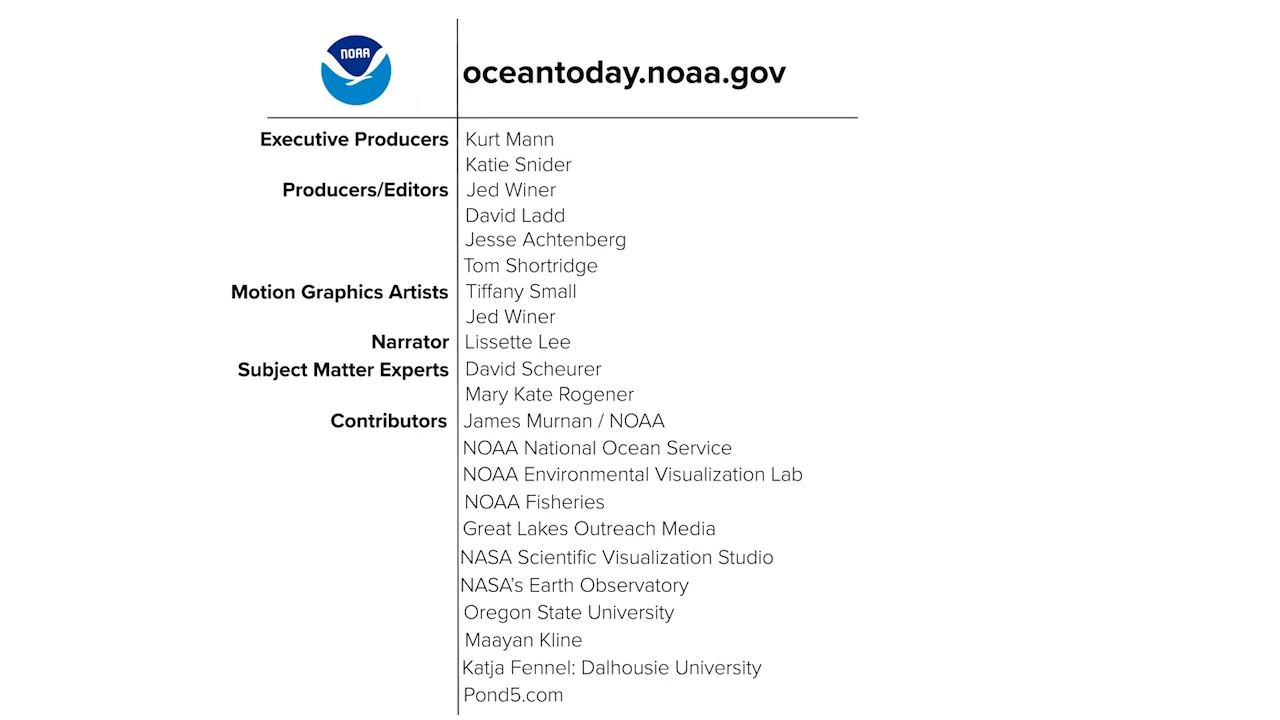 NOAA
oceantoday.noaa.gov
Executive Producers Kurt Mann
Katie Snider
Producers/Editors Jed Winer
David Ladd
Jesse Achtenberg
Tom Shortridge
Motion Graphics Artists Tiffany Small
Jed Winer
Narrator Lissette Lee
Subject Matter Experts David Scheurer
Mary Kate Rogener
Contributors James Murnan / NOAA
NOAA National Ocean Service
NOAA Environmental Visualization Lab
NOAA Fisheries
Great Lakes Outreach Media
NASA Scientific Visualization Studio
NASA’s Earth Observatory
Oregon State University
Maayan Kline
Katja Fennel: Dalhousie University
Pond5.com